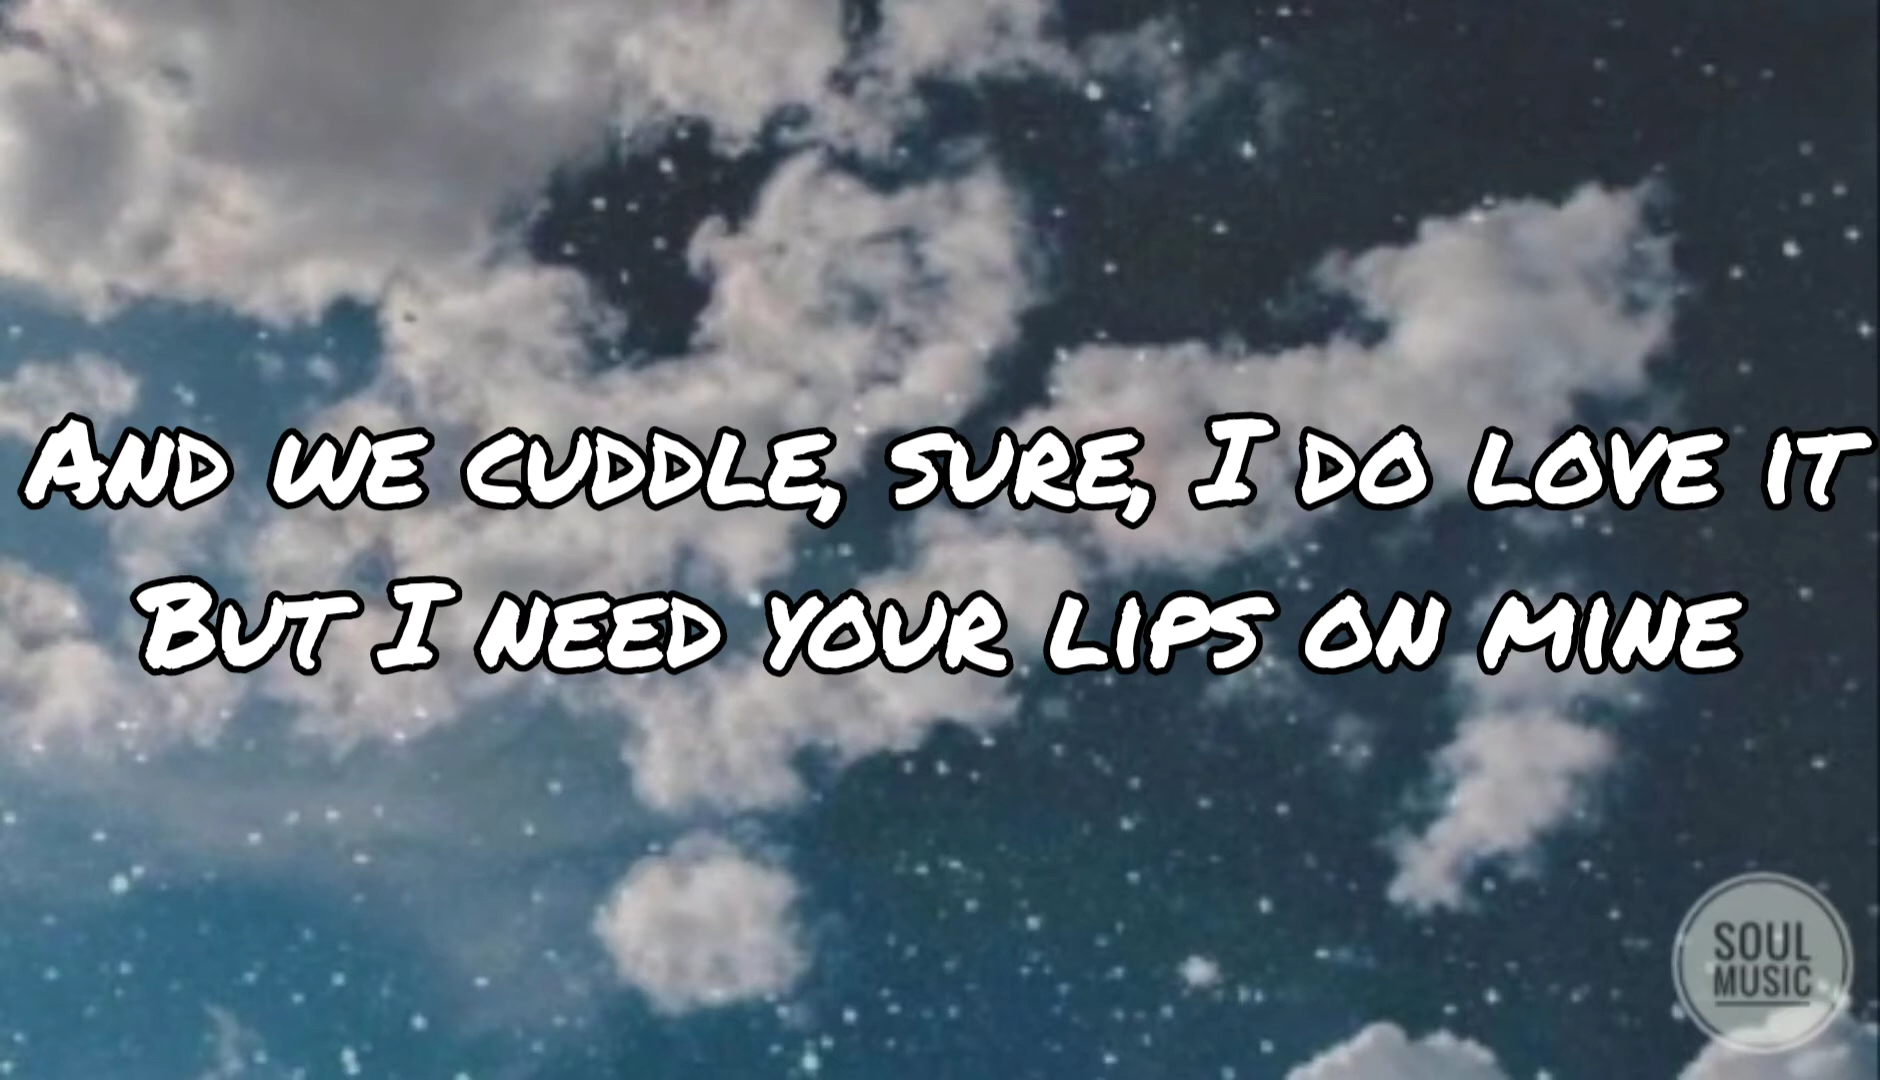 And we cuddle, sure, I do love it
But I need your lips on mine
SOUL
MUSIC